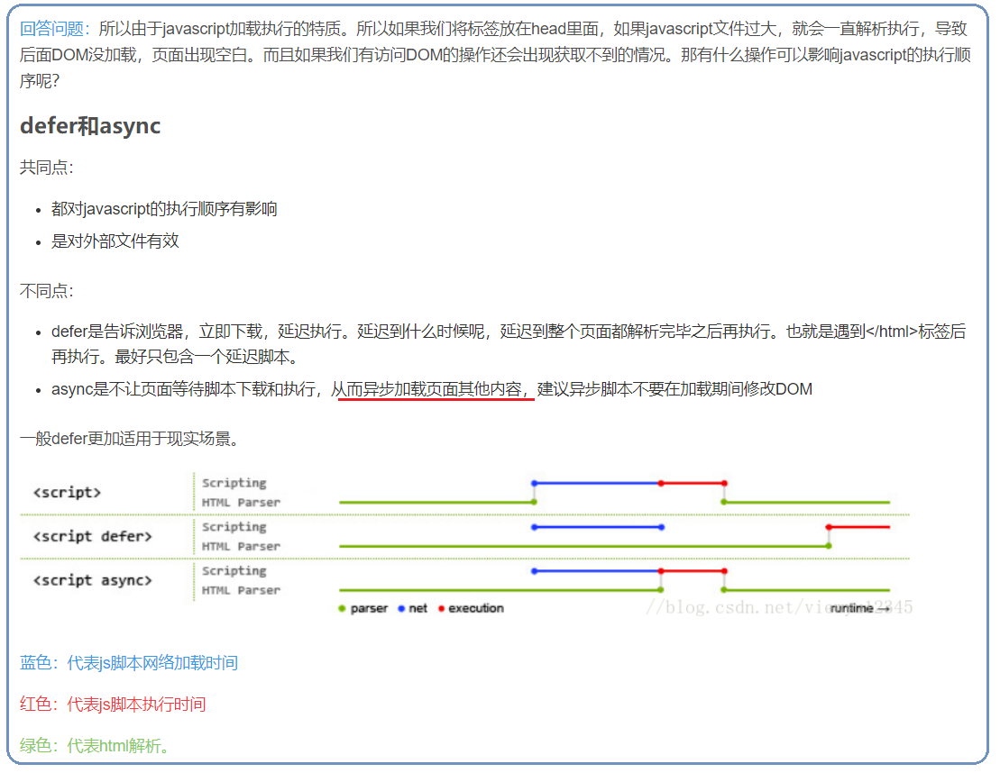 回答问题：所以由于javascript加载执行的特质。所以如果我们将标签放在head里面，如果javascript文件过大，就会一直解析执行，导致
后面DOM没加载，页面出现空白。而且如果我们有访问DOM的操作还会出现获取不到的情况。那有什么操作可以影响javascript的执行顺
序呢？
defer和async
共同点：
都对javascript的执行顺序有影响
是对外部文件有效
不同点：
defer是告诉浏览器，立即下载，延迟执行。延迟到什么时候呢，延迟到整个页面都解析完毕之后再执行。也就是遇到</html>标签后
再执行。最好只包含一个延迟脚本。
async是不让页面等待脚本下载和执行，从而异步加载页面其他内容，建议异步脚本不要在加载期间修改DOM
一般defer更加适用于现实场景。
<script>
Scripting
HTML Parser
<script defer>
Scripting
HTML Parser
<script async>
Scripting
HTML Parser
parser net execution
runtime →
//blog.csdn.net/
蓝色：代表js脚本网络加载时间
红色：代表js脚本执行时间
绿色：代表html解析。